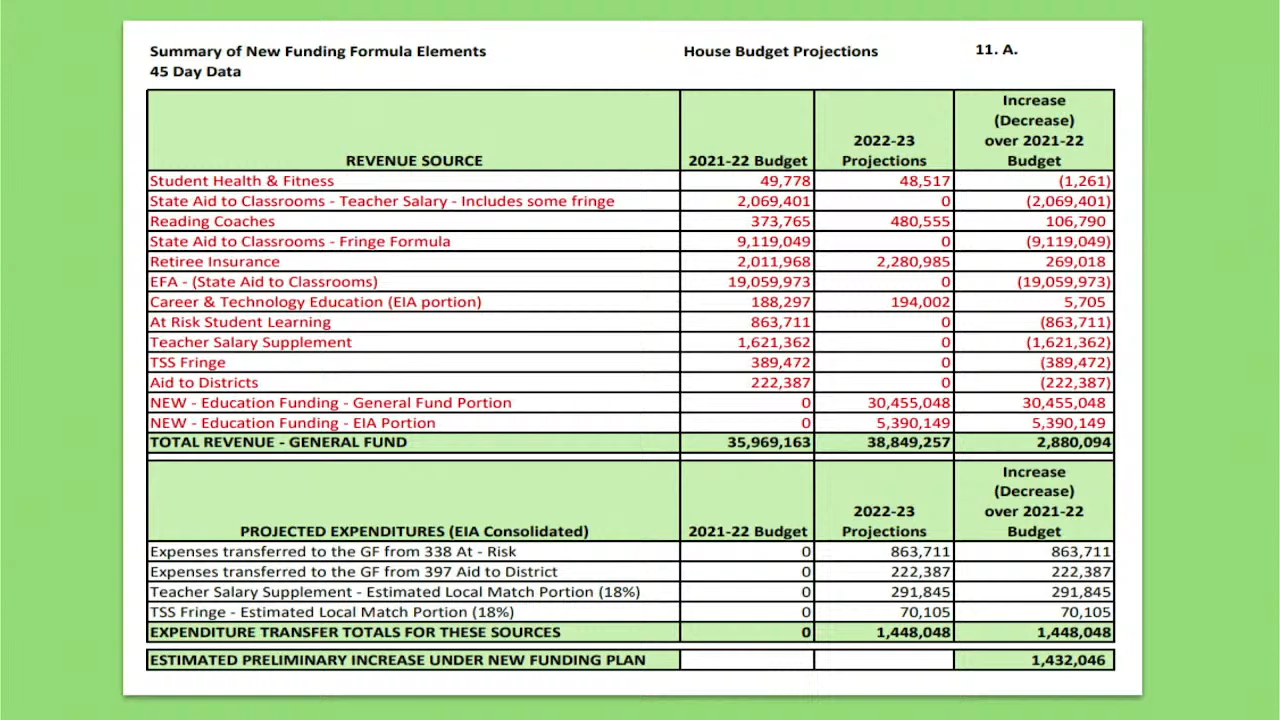 Summary of New Funding Formula Elements House Budget Projections 11. A.
45 Day Data
Increase
(Decrease)
2022-23 over 2021-22
REVENUE SOURCE 2021-22 Budget Projections Budget
Student Health & Fitness 49,778 48,517 (1,261)
State Aid to Classrooms - Teacher Salary - Includes some fringe 2,069,401 0 (2,069,401)
Reading Coaches 373,765 480,555 106,790
State Aid to Classrooms - Fringe Formula 9,119,049 0 (9,119,049)
Retiree Insurance 2,011,968 2,280,985 269,018
EFA - (State Aid to Classrooms) 19,059,973 0 (19,059,973)
Career & Technology Education (EIA portion) 188,297 194,002 5,705
At Risk Student Learning 863,711 0 (863,711)
Teacher Salary Supplement 1,621,362 0 (1,621,362)
TSS Fringe 389,472 0 (389,472)
Aid to Districts 222,387 0 (222,387)
NEW - Education Funding - General Fund Portion 0 30,455,048 30,455,048
NEW - Education Funding - EIA Portion 0 5,390,149 5,390,149
TOTAL REVENUE - GENERAL FUND 35,969,163 38,849,257 2,880,094
Increase
(Decrease)
2022-23 over 2021-22
PROJECTED EXPENDITURES (EIA Consolidated) 2021-22 Budget Projections Budget
Expenses transferred to the GF from 338 At - Risk 0 863,711 863,711
Expenses transferred to the GF from 397 Aid to District 0 222,387 222,387
Teacher Salary Supplement - Estimated Local Match Portion (18%) 0 291,845 291,845
TSS Fringe - Estimated Local Match Portion (18%) 0 70,105 70,105
EXPENDITURE TRANSFER TOTALS FOR THESE SOURCES 0 1,448,048 1,448,048
ESTIMATED PRELIMINARY INCREASE UNDER NEW FUNDING PLAN 1,432,046